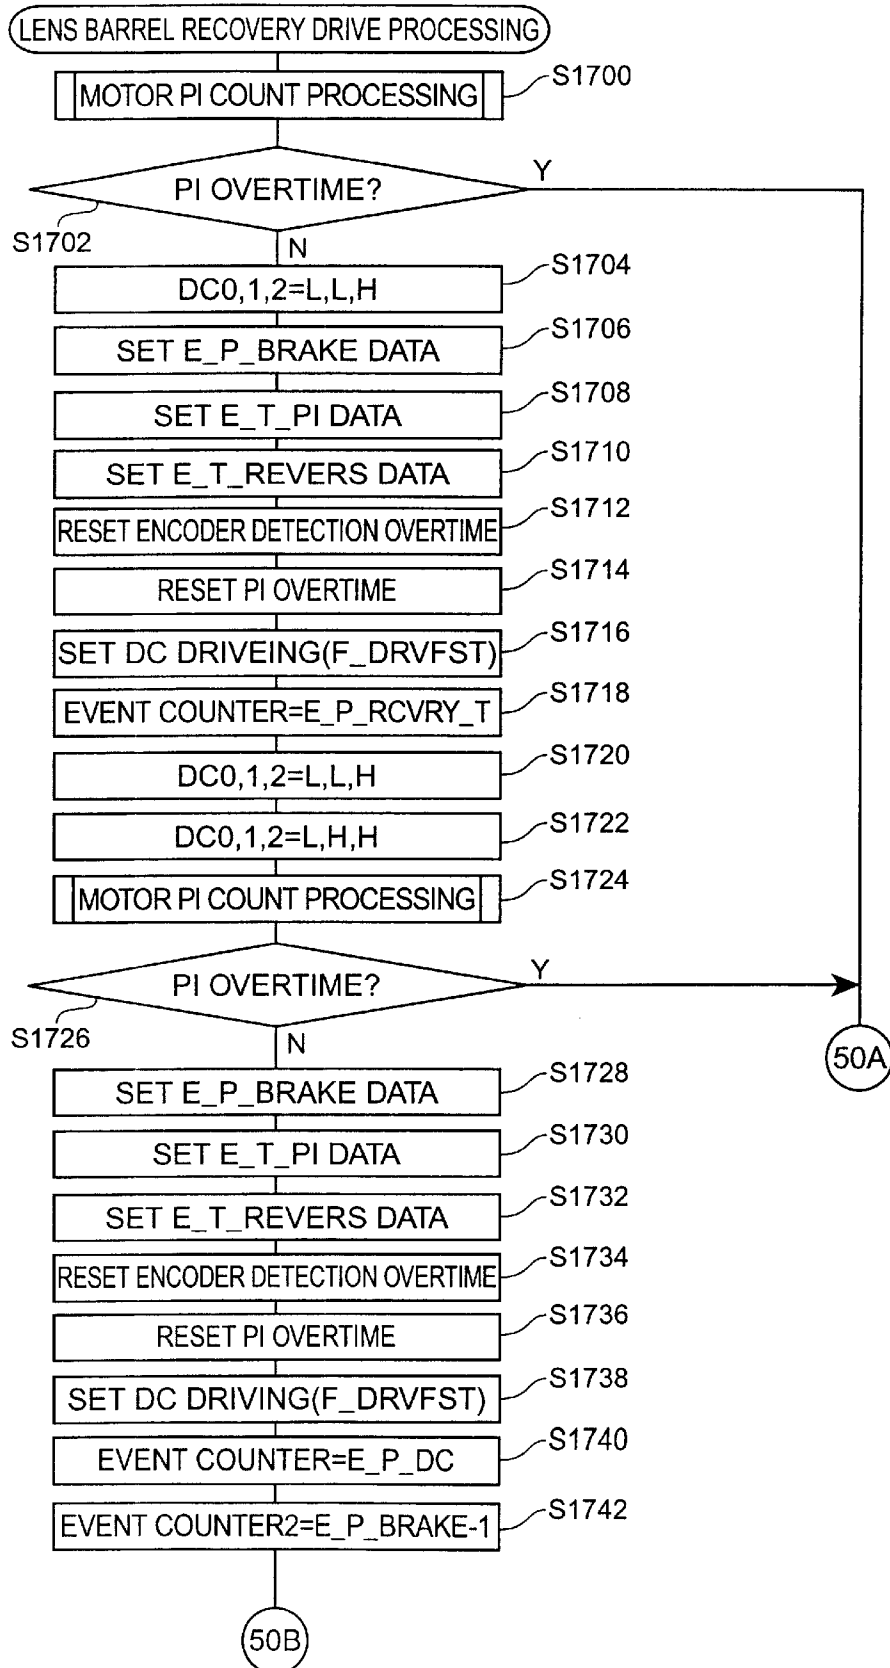 LENS BARREL RECOVERY DRIVE PROCESSING
MOTOR PI COUNT PROCESSING
S1700
PI OVERTIME?
Y
S1702
N
DC0,1,2=L,L,H
S1704
SET E_P_BRAKE DATA
S1706
SET E_T_PI DATA
S1708
SET E_T_REVERS DATA
S1710
RESET ENCODER DETECTION OVERTIME
S1712
RESET PI OVERTIME
S1714
SET DC DRIVEING(F_DRVFST)
S1716
EVENT COUNTER=E_P_RCVRY_T
S1718
DC0,1,2=L,L,H
S1720
DC0,1,2=L,H,H
S1722
MOTOR PI COUNT PROCESSING
S1724
PI OVERTIME?
Y
S1726
N
50A
SET E_P_BRAKE DATA
S1728
SET E_T_PI DATA
S1730
SET E_T_REVERS DATA
S1732
RESET ENCODER DETECTION OVERTIME
S1734
RESET PI OVERTIME
S1736
SET DC DRIVING(F_DRVFST)
S1738
EVENT COUNTER=E_P_DC
S1740
EVENT COUNTER2=E_P_BRAKE-1
S1742
50B